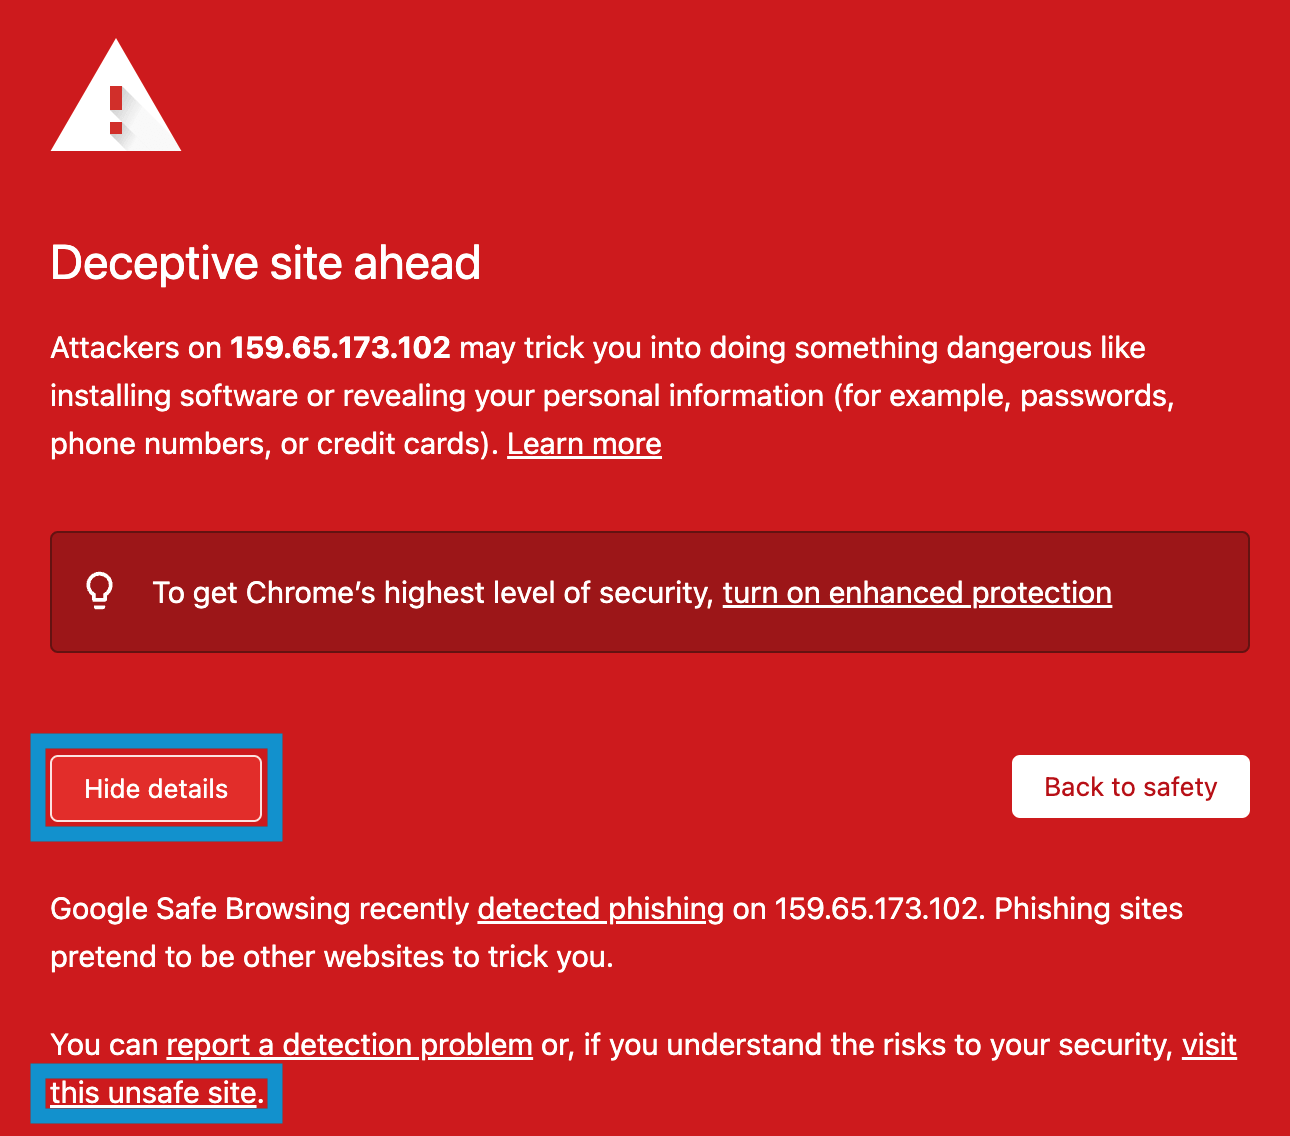 Deceptive site ahead
Attackers on 159.65.173.102 may trick you into doing something dangerous like
installing software or revealing your personal information (for example, passwords,
phone numbers, or credit cards). Learn more
To get Chrome’s highest level of security, turn on enhanced protection
Hide details
Back to safety
Google Safe Browsing recently detected phishing on 159.65.173.102. Phishing sites
pretend to be other websites to trick you.
You can report a detection problem or, if you understand the risks to your security, visit
this unsafe site.